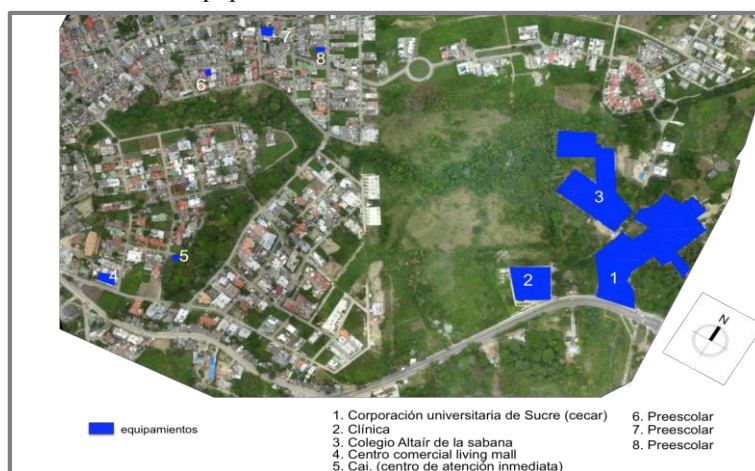 7
8
6
3
5
4
2
1
N
equipamientos
1. Corporación universitaria de Sucre (cecar)
2. Clínica
3. Colegio Altaír de la sabana
4. Centro comercial living mall
5. Cai. (centro de atención inmediata)
6. Preescolar
7. Preescolar
8. Preescolar